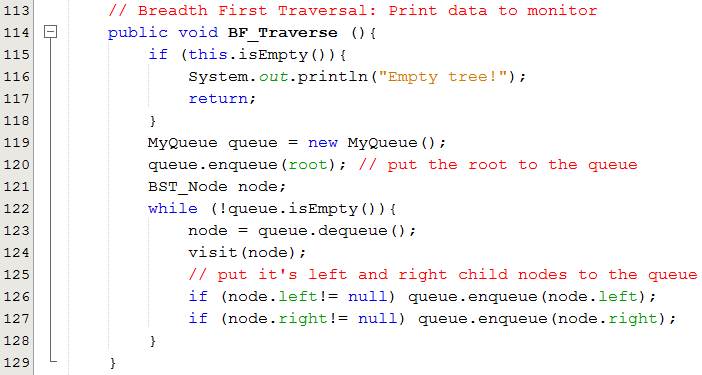 113 // Breadth First Traversal: Print data to monitor
114 public void BF_Traverse (){
115 if (this.isEmpty()){
116 System.out.println("Empty tree!");
117 return;
118 }
119 MyQueue queue = new MyQueue();
120 queue.enqueue(root); // put the root to the queue
121 BST_Node node;
122 while (!queue.isEmpty()){
123 node = queue.dequeue();
124 visit(node);
125 // put it's left and right child nodes to the queue
126 if (node.left!= null) queue.enqueue(node.left);
127 if (node.right!= null) queue.enqueue(node.right);
128 }
129 }